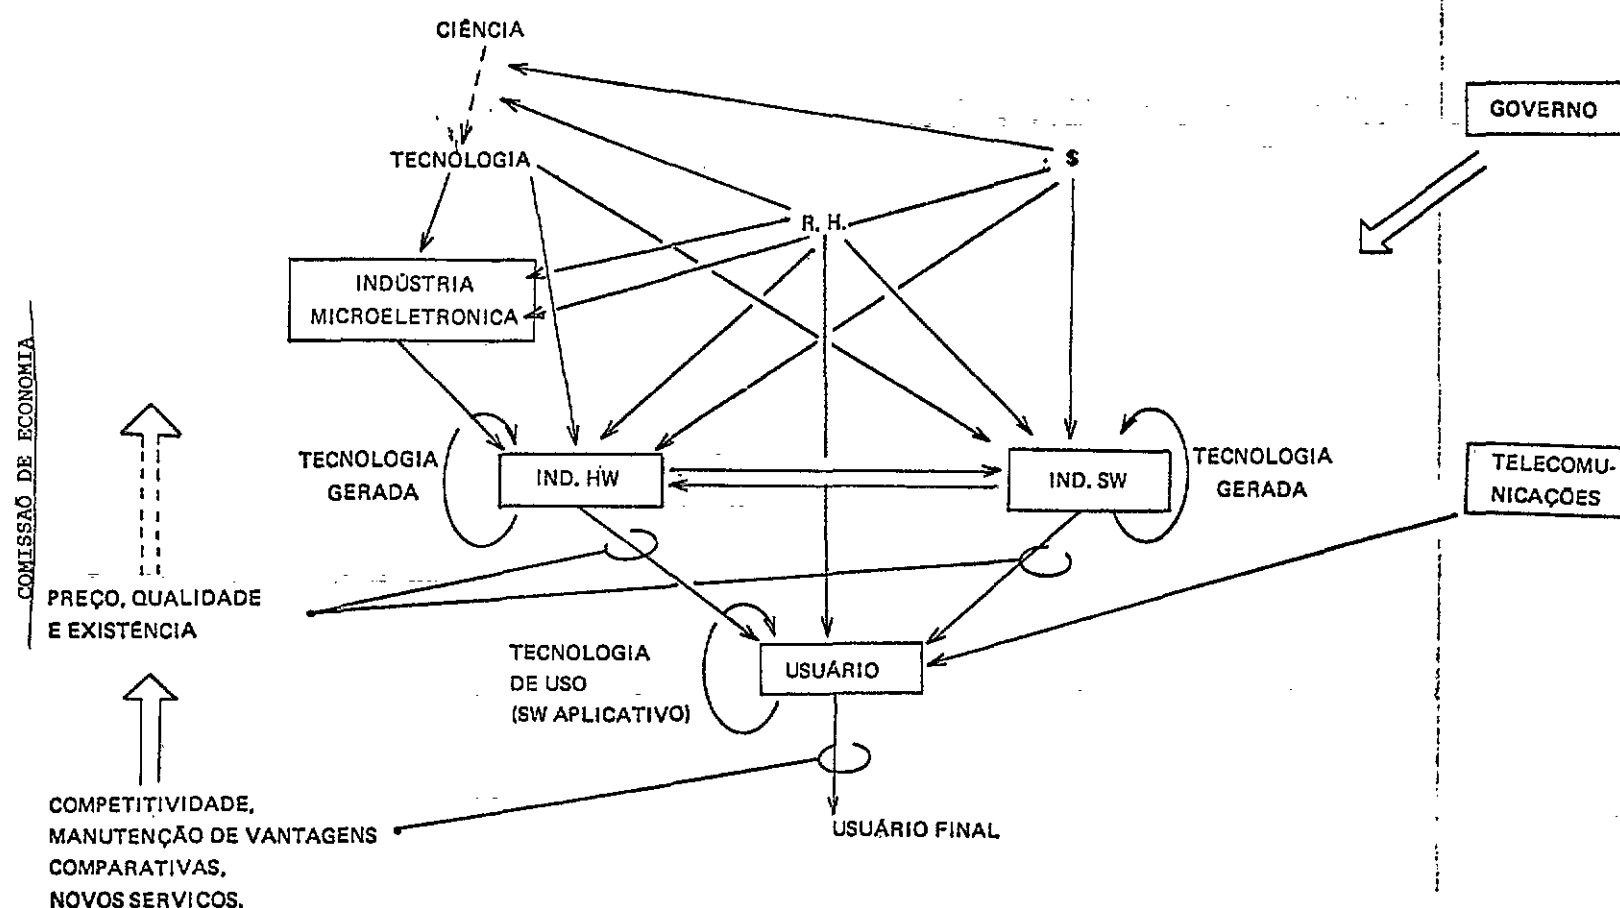 CIÊNCIA
GOVERNO
TECNOLOGIA
$
R. H.
INDÚSTRIA
MICROELETRONICA
COMISSÃO DE ECONOMIA
TECNOLOGIA
GERADA
IND. HW
IND. SW
TECNOLOGIA
GERADA
TELECOMU-
NICAÇÕES
PREÇO, QUALIDADE
E EXISTÊNCIA
TECNOLOGIA
DE USO
(SW APLICATIVO)
USUÁRIO
COMPETITIVIDADE,
MANUTENÇÃO DE VANTAGENS
COMPARATIVAS,
NOVOS SERVIÇOS.
USUÁRIO FINAL